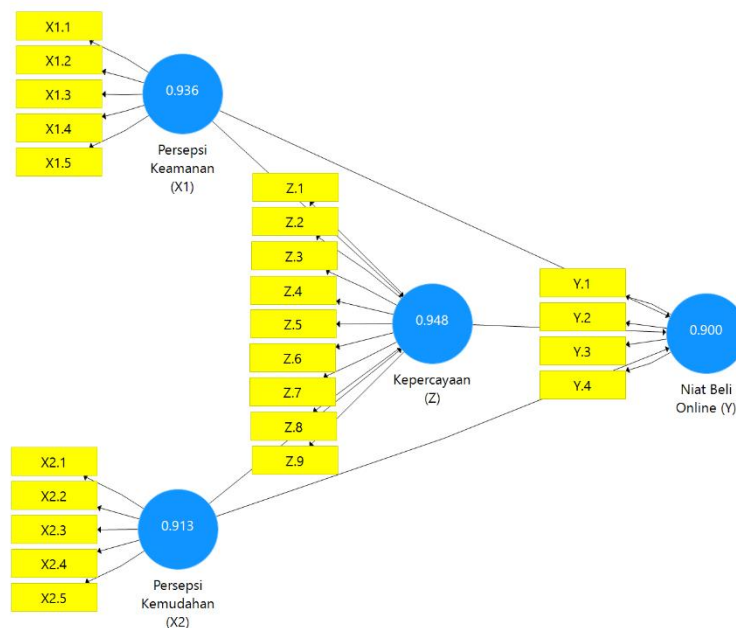 X1.1
X1.2
X1.3
X1.4
X1.5
0.936
Persepsi
Keamanan
(X1)
Z.1
Z.2
Z.3
Z.4
Z.5
Z.6
Z.7
Z.8
Z.9
0.948
Kepercayaan
(Z)
Y.1
Y.2
Y.3
Y.4
0.900
Niat Beli
Online (Y)
X2.1
X2.2
X2.3
X2.4
X2.5
0.913
Persepsi
Kemudahan
(X2)